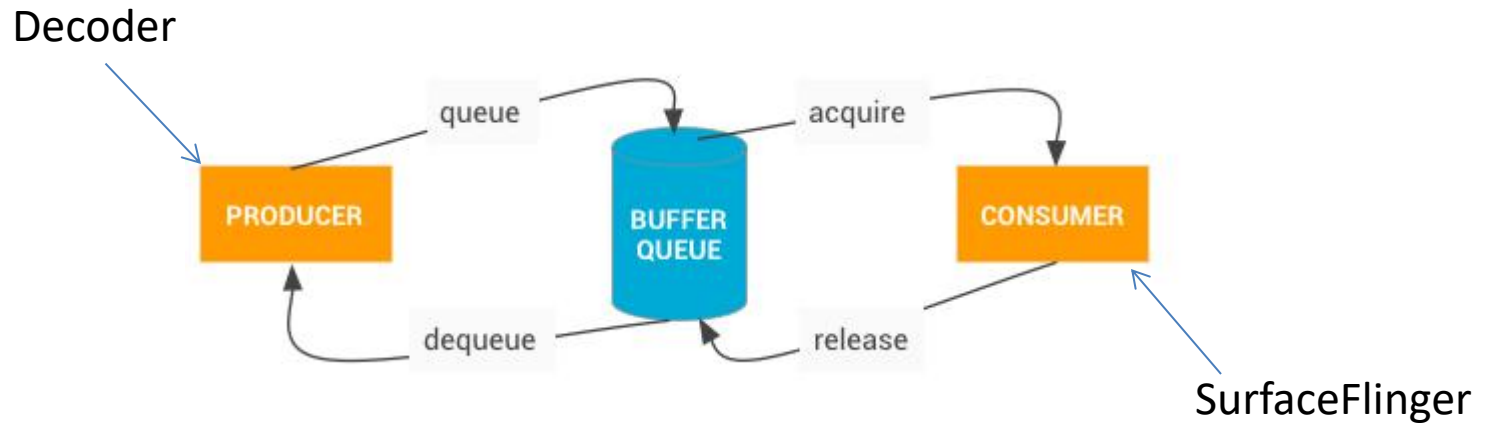 Decoder
queue
acquire
PRODUCER
BUFFER
QUEUE
CONSUMER
dequeue
release
SurfaceFlinger